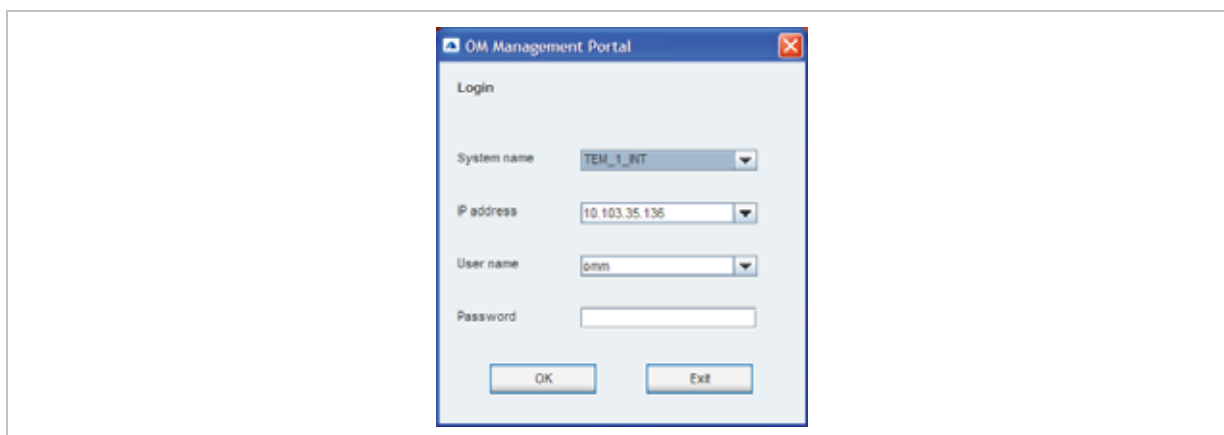 OM Management Portal
Login
System name TEM_1_INT
IP address 10.103.35.136
User name omm
Password
OK Exit